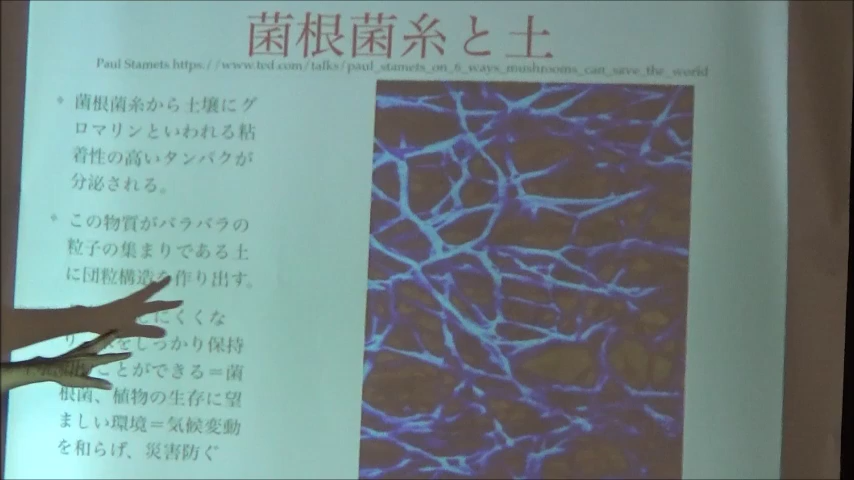 菌根菌糸と土
Paul Stamets https://www.ted.com/talks/paul_stamets_on_6_ways_mushrooms_can_save_the_world
菌根菌糸から土壌にグ
ロマリンといわれる粘
着性の高いタンパクが
分泌される。
この物質がバラバラの
粒子の集まりである土
に団粒構造を作り出す。
にくくな
をしっかり保持
ことができる＝菌
根菌、植物の生存に望
ましい環境＝気候変動
を和らげ、災害防ぐ